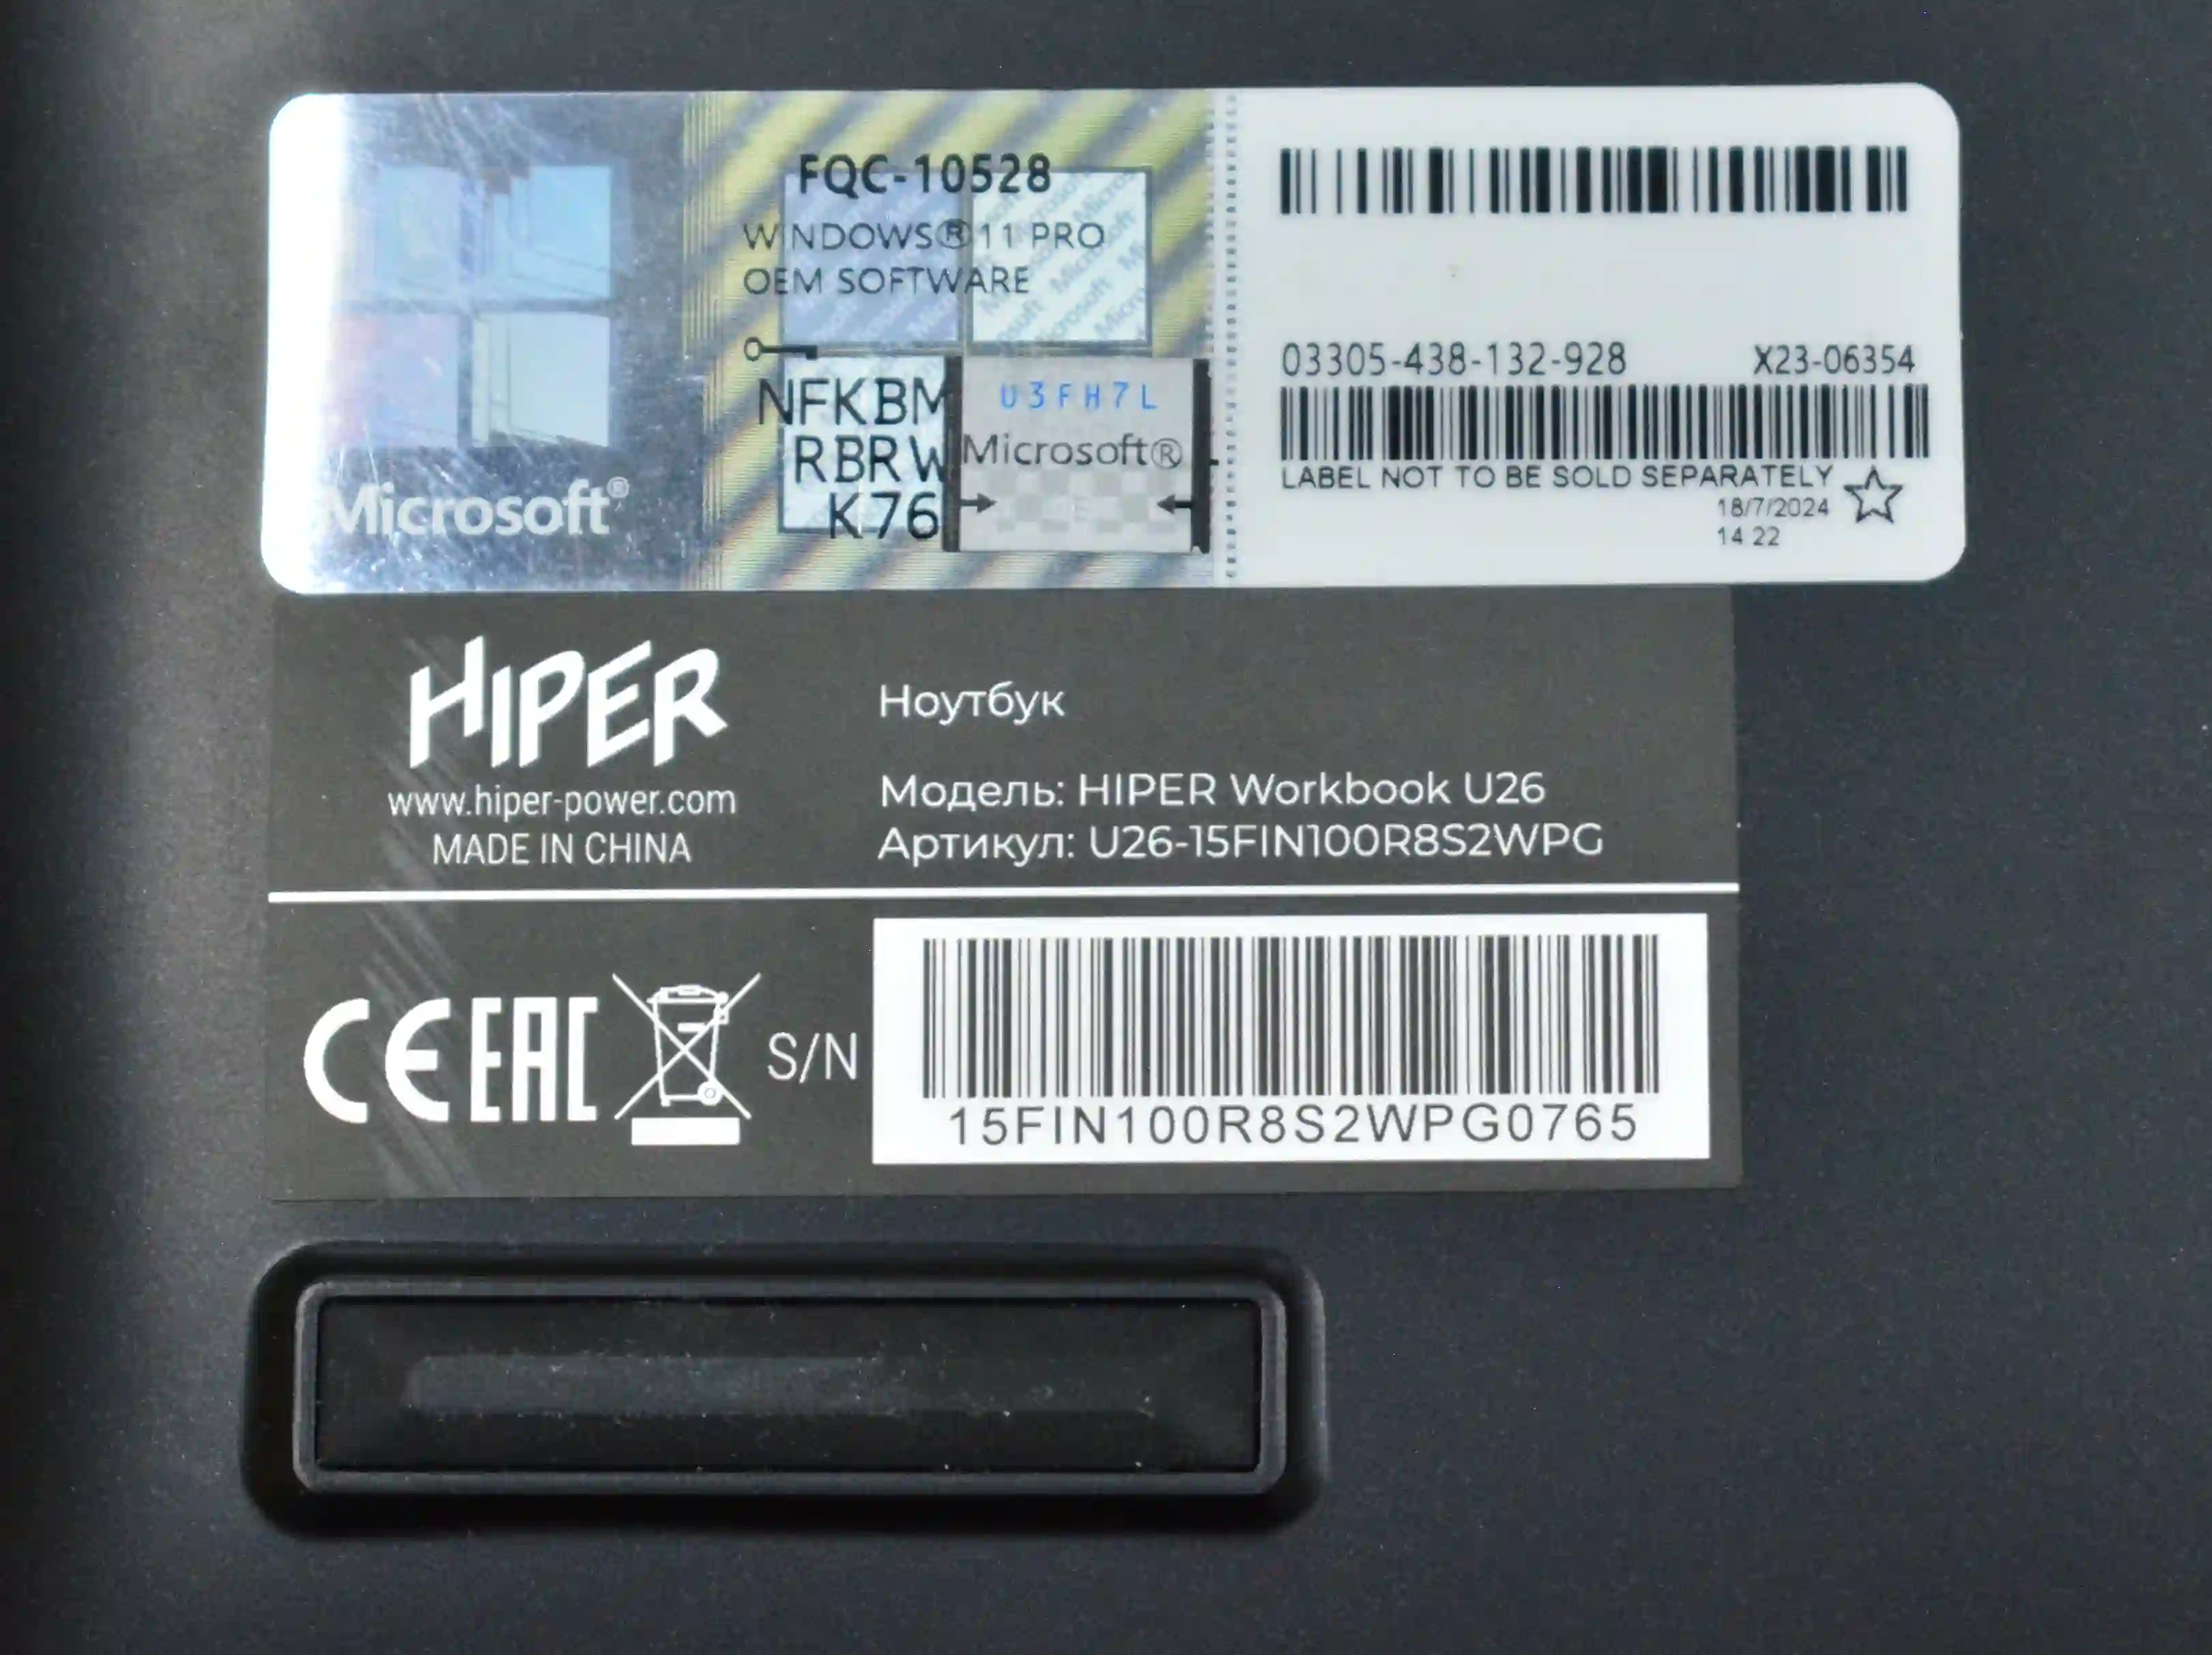 Microsoft®
FQC-10528
WINDOWS® 11 PRO
OEM SOFTWARE
NFKBM
RBRW
K76
U3FH7L
Microsoft®
03305-438-132-928 X23-06354
LABEL NOT TO BE SOLD SEPARATELY
18/7/2024
14 22
HIPER
www.hiper-power.com
MADE IN CHINA
Ноутбук
Модель: HIPER Workbook U26
Артикул: U26-15FIN100R8S2WPG
CE EAC S/N
15FIN100R8S2WPG0765